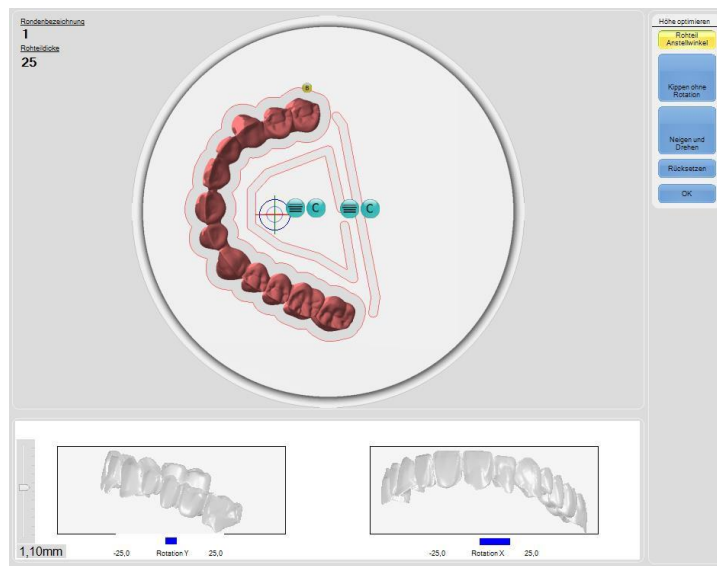 Rondenbezeichnung
1
Rohteildicke
25
B
C
C
Höhe optimieren
Rohteil
Anstellwinkel
Kippen ohne
Rotation
Neigen und
Drehen
Rücksetzen
OK
1,10mm
-25,0 Rotation Y 25,0
-25,0 Rotation X 25,0